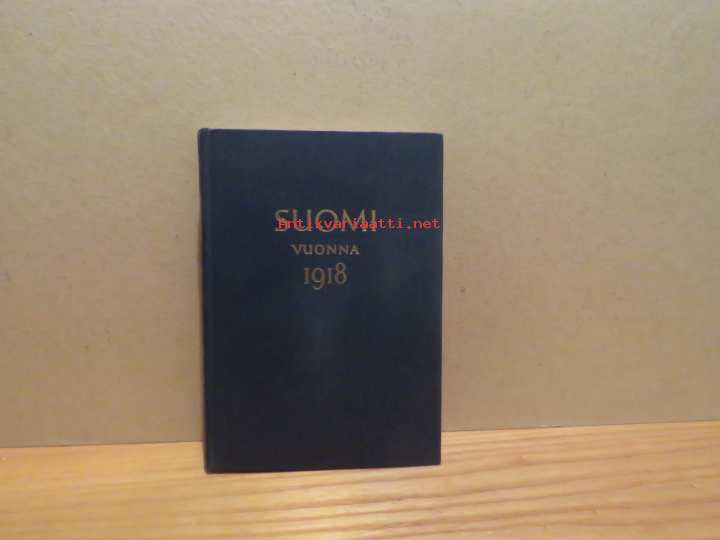 SUOMI
Antikvariaatti.net
VUONNA
1918